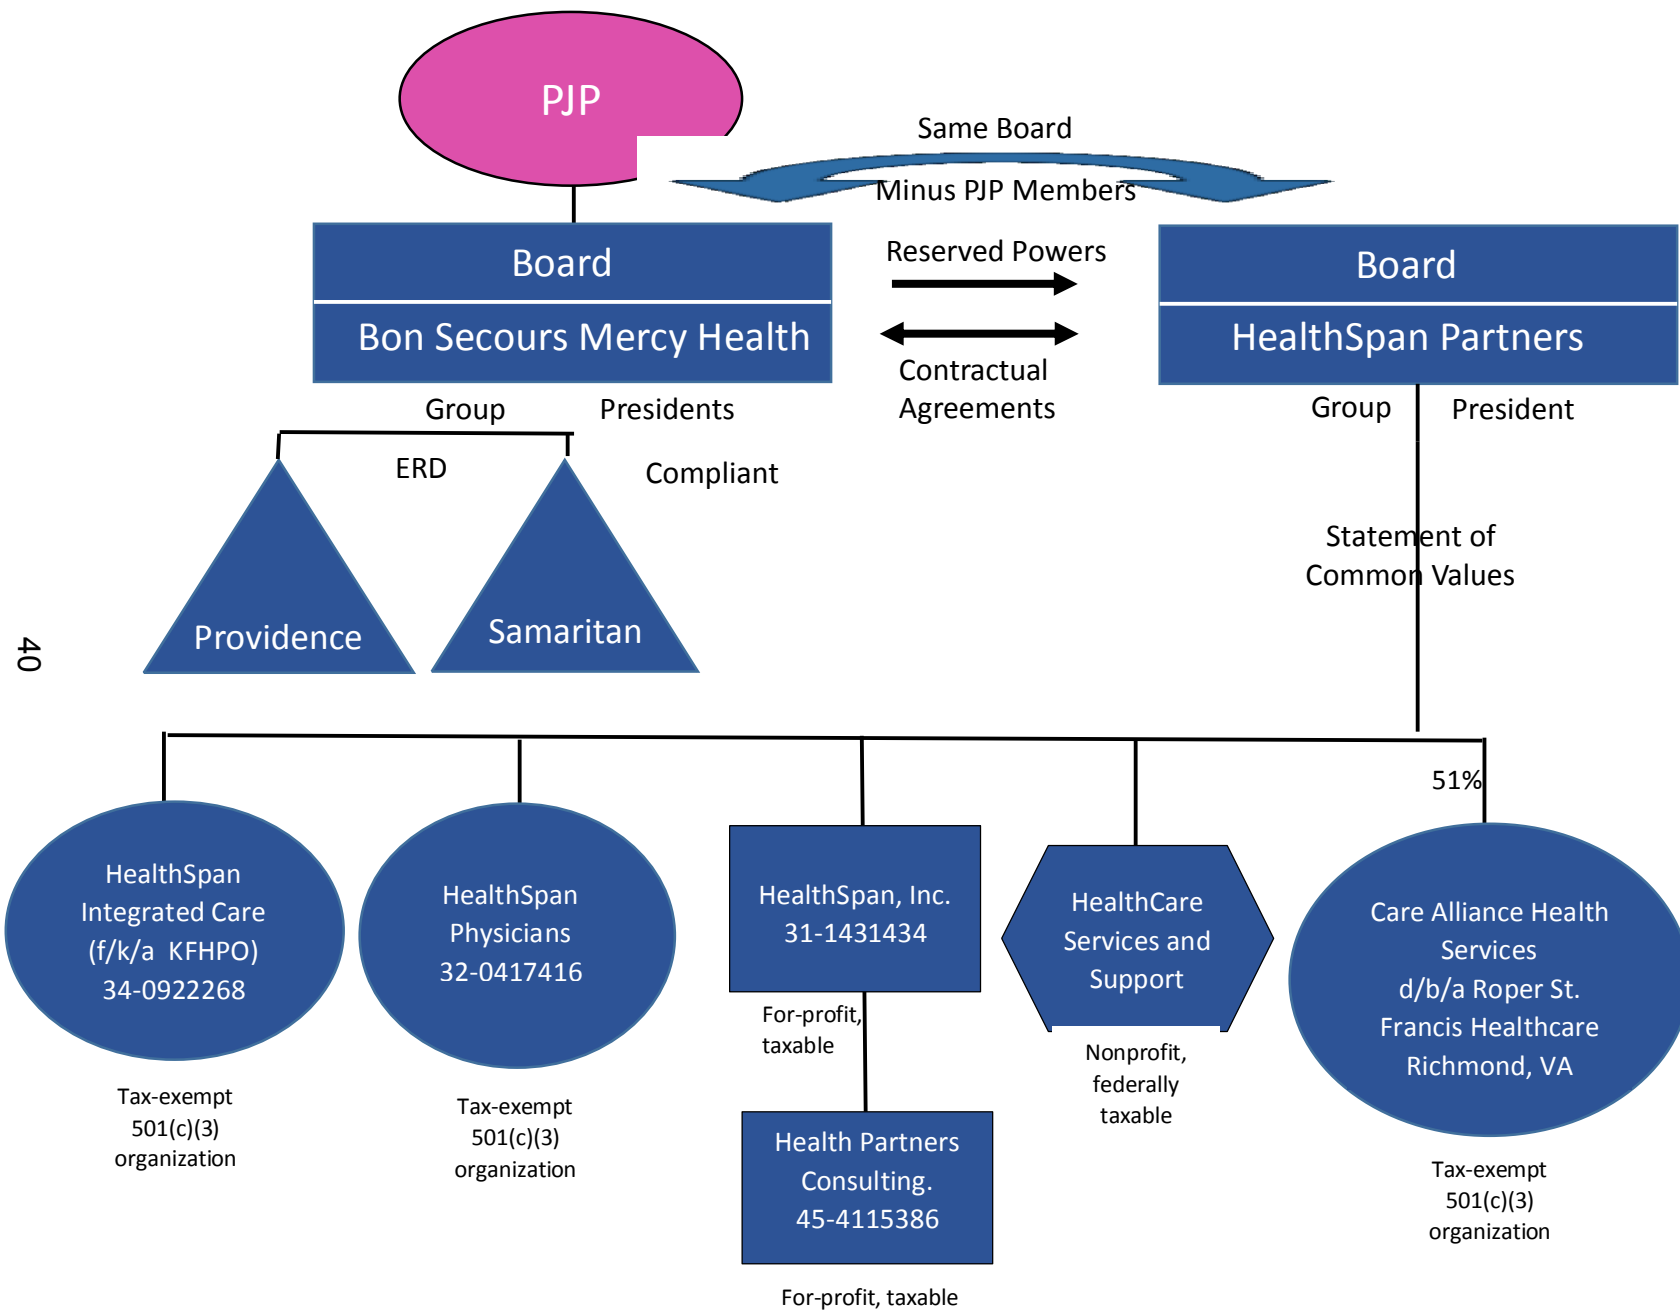 PJP
Same Board
Minus PJP Members
Board
Bon Secours Mercy Health
Reserved Powers
Contractual
Agreements
Board
HealthSpan Partners
Group Presidents
Group President
ERD Compliant
Providence
Samaritan
Statement of
Common Values
40
51%
HealthSpan
Integrated Care
(f/k/a KFHPO)
34-0922268
Tax-exempt
501(c)(3)
organization
HealthSpan
Physicians
32-0417416
Tax-exempt
501(c)(3)
organization
HealthSpan, Inc.
31-1431434
For-profit,
taxable
Health Partners
Consulting.
45-4115386
For-profit, taxable
HealthCare
Services and
Support
Nonprofit,
federally
taxable
Care Alliance Health
Services
d/b/a Roper St.
Francis Healthcare
Richmond, VA
Tax-exempt
501(c)(3)
organization